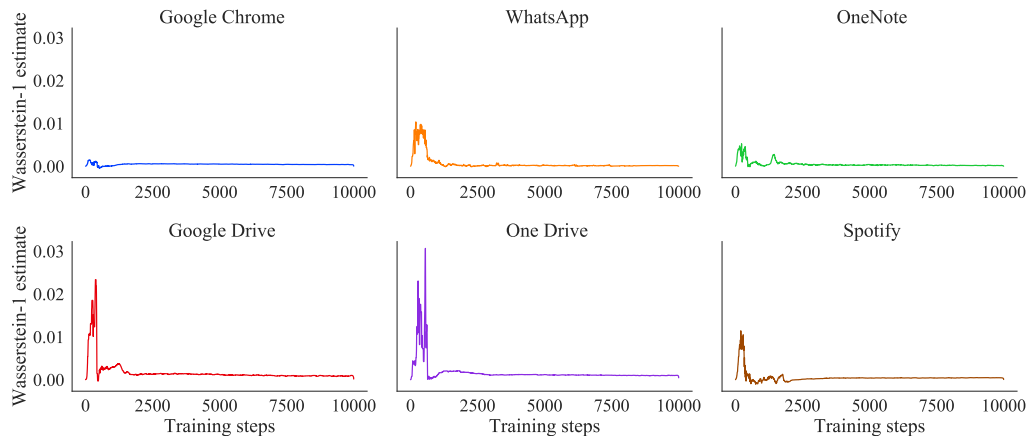 Google Chrome
WhatsApp
OneNote
Wasserstein-1 estimate
0.03
0.02
0.01
0.00
0 2500 5000 7500 10000
0 2500 5000 7500 10000
0 2500 5000 7500 10000
Google Drive
One Drive
Spotify
Wasserstein-1 estimate
0.03
0.02
0.01
0.00
0 2500 5000 7500 10000
0 2500 5000 7500 10000
0 2500 5000 7500 10000
Training steps
Training steps
Training steps